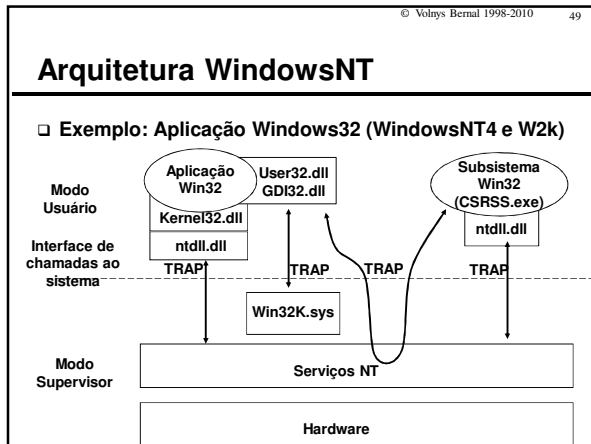 © Volnys Bernal 1998-2010 49
Arquitetura WindowsNT
❑ Exemplo: Aplicação Windows32 (WindowsNT4 e W2k)
Modo
Usuário
Aplicação
Win32
User32.dll
GDI32.dll
Kernel32.dll
ntdll.dll
Subsistema
Win32
(CSRSS.exe)
ntdll.dll
Interface de
chamadas ao
sistema
TRAP
TRAP
TRAP
TRAP
Win32K.sys
Modo
Supervisor
Serviços NT
Hardware